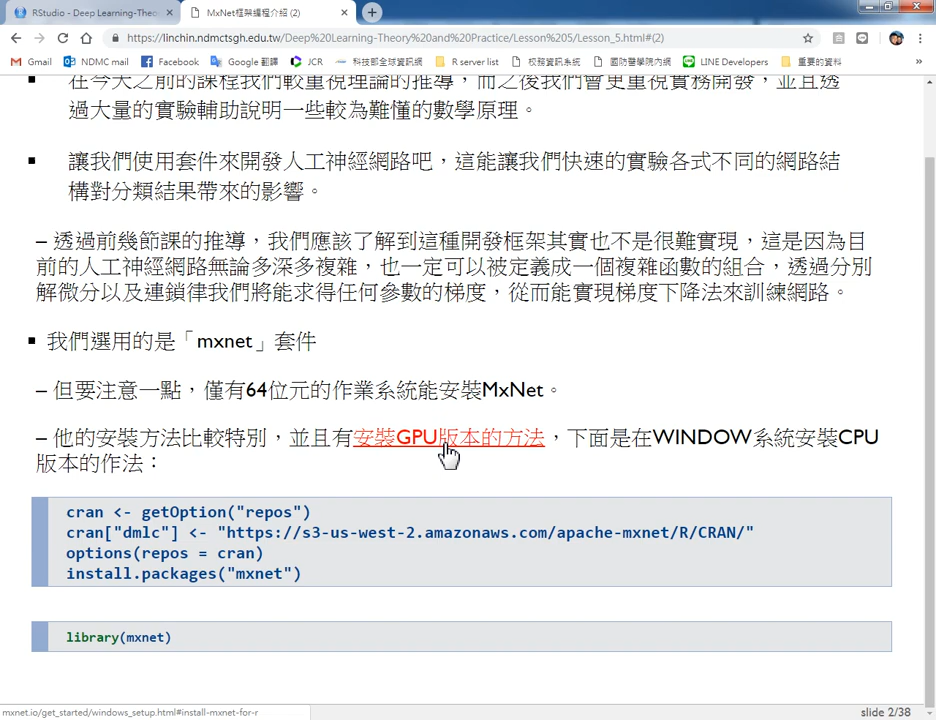 RStudio - Deep Learning-Theo
MxNet框架編程介紹 (2)
https://linchin.ndmctsgh.edu.tw/Deep%20Learning-Theory%20and%20Practice/Lesson%205/Lesson_5.html#(2)
Gmail NDMC mail Facebook Google 翻譯 JCR 科技部全球資訊網 R server list 校務資訊系統 國防醫學院內網 LINE Developers 重要的資料 »
在今天之前的課程我們較重視理論的推導，而之後我們會更重視實務開發，並且透
過大量的實驗輔助說明一些較為難懂的數學原理。
讓我們使用套件來開發人工神經網路吧，這能讓我們快速的實驗各式不同的網路結
構對分類結果帶來的影響。
– 透過前幾節課的推導，我們應該了解到這種開發框架其實也不是很難實現，這是因為目
前的人工神經網路無論多深多複雜，也一定可以被定義成一個複雜函數的組合，透過分別
解微分以及連鎖律我們將能求得任何參數的梯度，從而能實現梯度下降法來訓練網路。
我們選用的是「mxnet」套件
– 但要注意一點，僅有64位元的作業系統能安裝MxNet。
– 他的安裝方法比較特別，並且有安裝GPU版本的方法，下面是在WINDOW系統安裝CPU
版本的作法：
cran <- getOption("repos")
cran["dmlc"] <- "https://s3-us-west-2.amazonaws.com/apache-mxnet/R/CRAN/"
options(repos = cran)
install.packages("mxnet")
library(mxnet)
mxnet.io/get_started/windows_setup.html#install-mxnet-for-r
slide 2/38